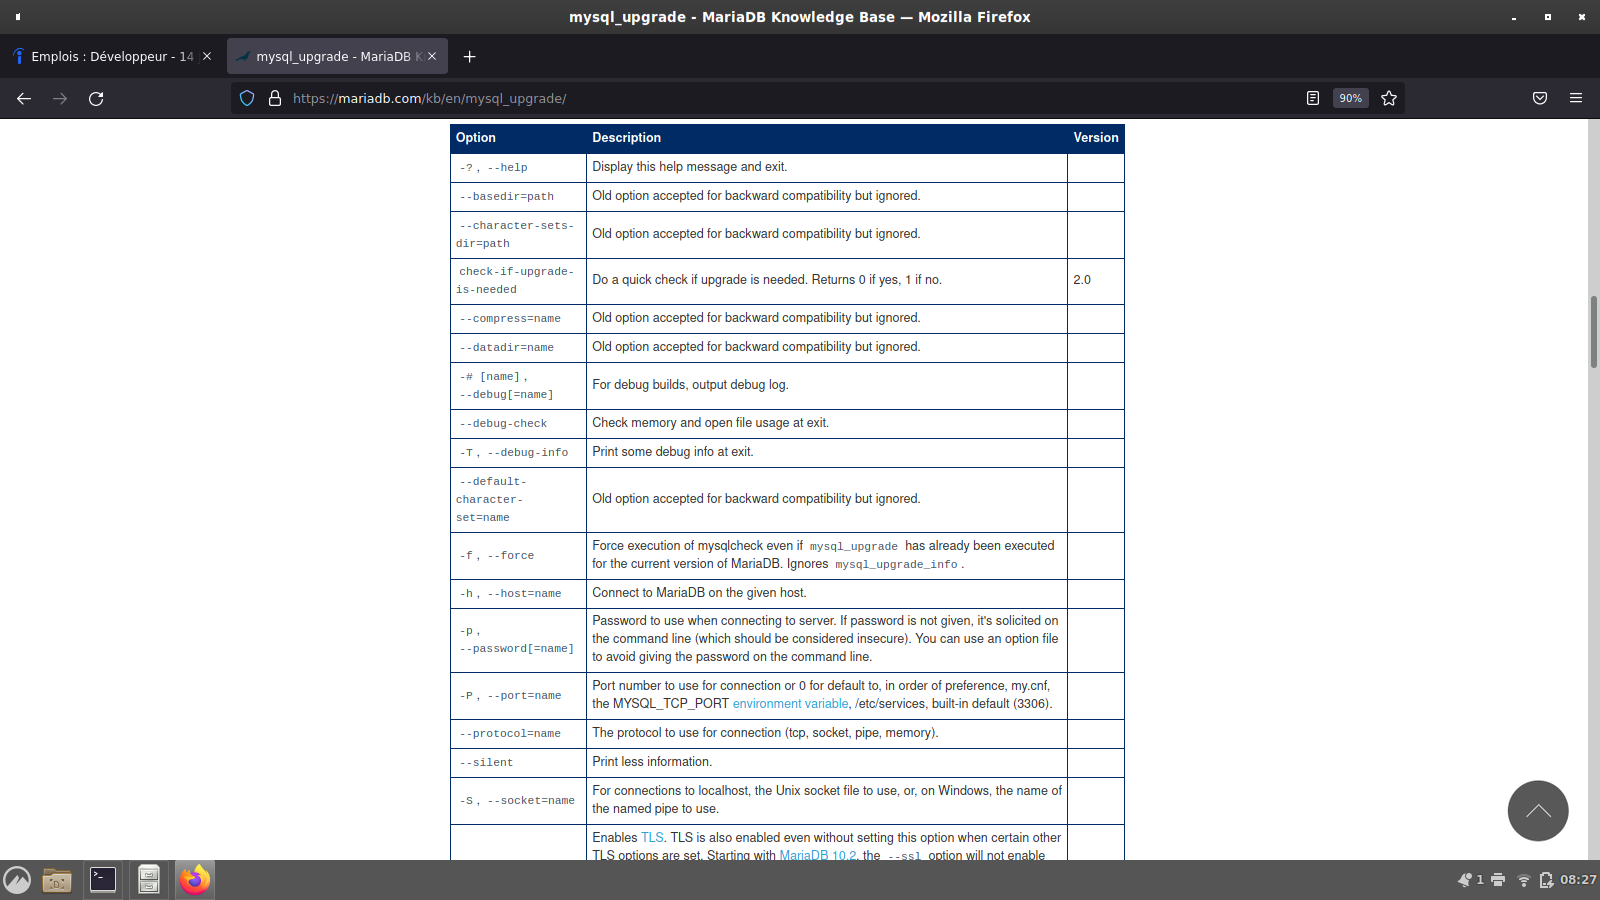 mysql_upgrade - MariaDB Knowledge Base — Mozilla Firefox
Emplois : Développeur - 14
mysql_upgrade - MariaDB K
https://mariadb.com/kb/en/mysql_upgrade/
90%
Option Description Version
-?, --help Display this help message and exit.
--basedir=path Old option accepted for backward compatibility but ignored.
--character-sets-
dir=path
Old option accepted for backward compatibility but ignored.
check-if-upgrade-
is-needed
Do a quick check if upgrade is needed. Returns 0 if yes, 1 if no. 2.0
--compress=name Old option accepted for backward compatibility but ignored.
--datadir=name Old option accepted for backward compatibility but ignored.
-# [name],
--debug[=name]
For debug builds, output debug log.
--debug-check Check memory and open file usage at exit.
-T, --debug-info Print some debug info at exit.
--default-
character-
set=name
Old option accepted for backward compatibility but ignored.
-f, --force
Force execution of mysqlcheck even if mysql_upgrade has already been executed
for the current version of MariaDB. Ignores mysql_upgrade_info.
-h, --host=name Connect to MariaDB on the given host.
-p,
--password[=name]
Password to use when connecting to server. If password is not given, it's solicited on
the command line (which should be considered insecure). You can use an option file
to avoid giving the password on the command line.
-P, --port=name
Port number to use for connection or 0 for default to, in order of preference, my.cnf,
the MYSQL_TCP_PORT environment variable, /etc/services, built-in default (3306).
--protocol=name The protocol to use for connection (tcp, socket, pipe, memory).
--silent Print less information.
-S, --socket=name
For connections to localhost, the Unix socket file to use, or, on Windows, the name of
the named pipe to use.
Enables TLS. TLS is also enabled even without setting this option when certain other
TLS options are set. Starting with MariaDB 10.2, the --ssl option will not enable
1
08:27